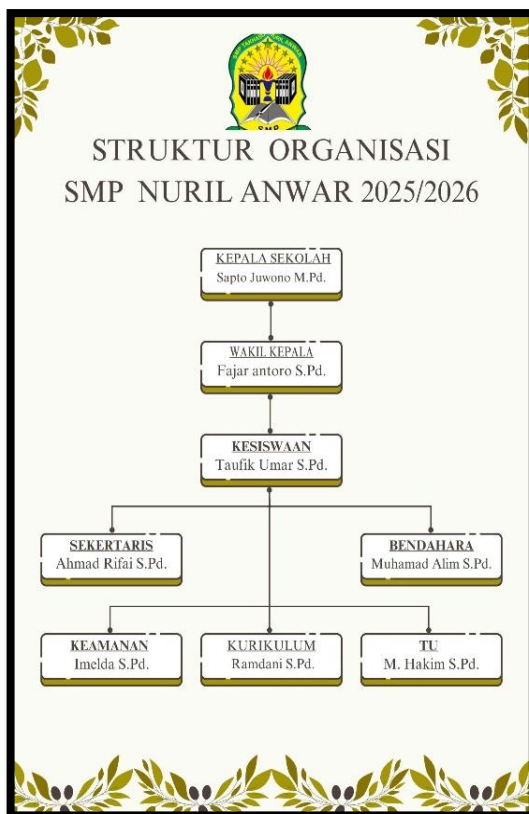 SMP
STRUKTUR ORGANISASI
SMP NURIL ANWAR 2025/2026
KEPALA SEKOLAH
Sapto Juwono M.Pd.
WAKIL KEPALA
Fajar antoro S.Pd.
KESISWAAN
Taufik Umar S.Pd.
SEKERTARIS
Ahmad Rifai S.Pd.
BENDAHARA
Muhamad Alim S.Pd.
KEAMANAN
Imelda S.Pd.
KURIKULUM
Ramdani S.Pd.
TU
M. Hakim S.Pd.